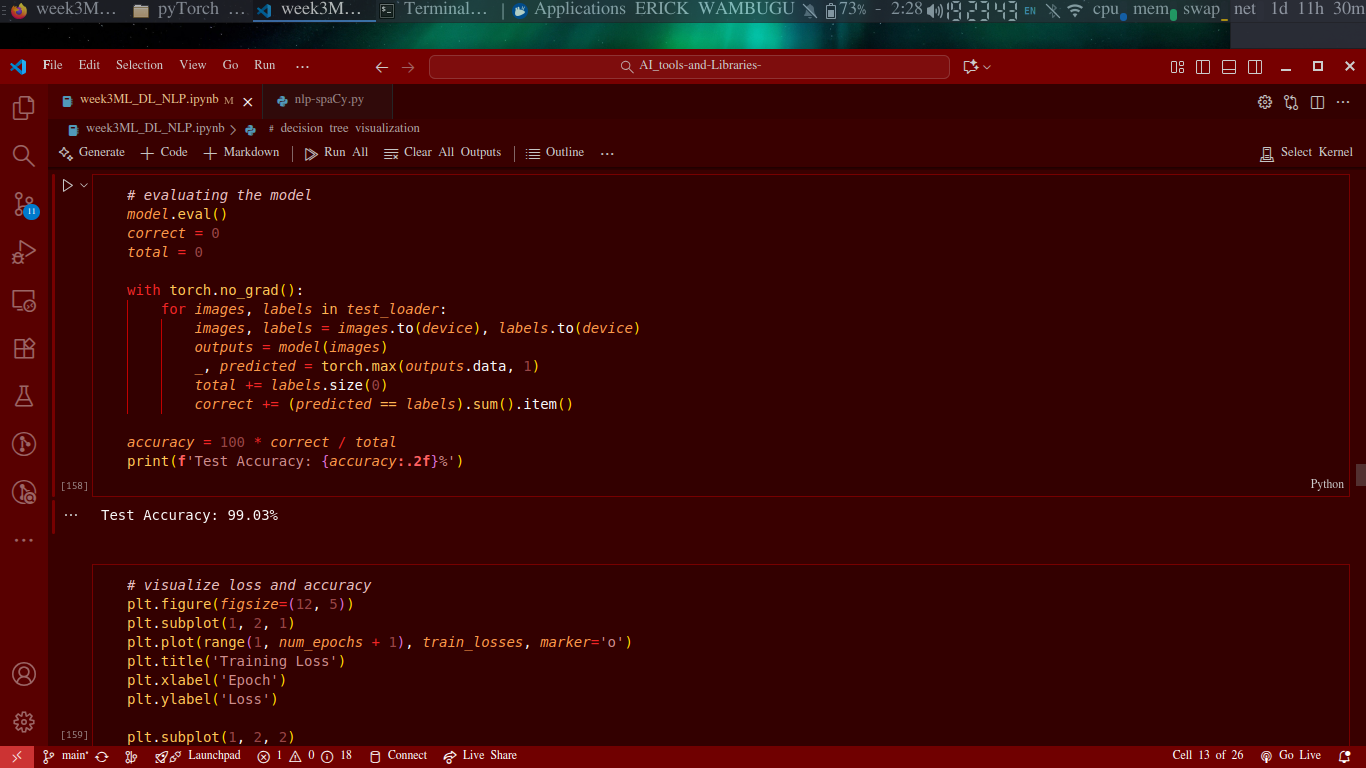 week3M... pyTorch ... week3M... Terminal... Applications ERICK WAMBUGU 73% - 2:28 19 23 43 EN cpu mem swap net 1d 11h 30m
File Edit Selection View Go Run ... AI_tools-and-Libraries-
week3ML_DL_NLP.ipynb M nlp-spaCy.py
week3ML_DL_NLP.ipynb > # decision tree visualization
Generate + Code + Markdown | Run All Clear All Outputs | Outline ... Select Kernel
# evaluating the model
model.eval()
correct = 0
total = 0
with torch.no_grad():
for images, labels in test_loader:
images, labels = images.to(device), labels.to(device)
outputs = model(images)
_, predicted = torch.max(outputs.data, 1)
total += labels.size(0)
correct += (predicted == labels).sum().item()
accuracy = 100 * correct / total
print(f'Test Accuracy: {accuracy:.2f}%')
[158] Python
... Test Accuracy: 99.03%
# visualize loss and accuracy
plt.figure(figsize=(12, 5))
plt.subplot(1, 2, 1)
plt.plot(range(1, num_epochs + 1), train_losses, marker='o')
plt.title('Training Loss')
plt.xlabel('Epoch')
plt.ylabel('Loss')
[159] plt.subplot(1, 2, 2)
11
main* Launchpad 1 0 18 Connect Live Share Cell 13 of 26 Go Live